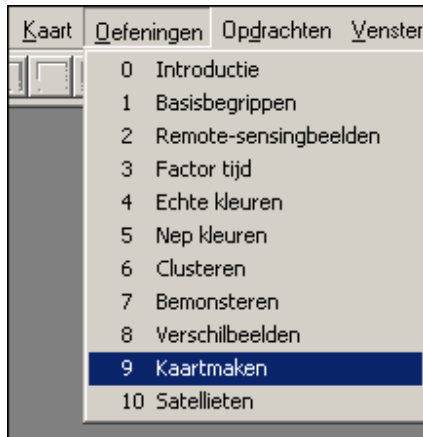 Kaart Oefeningen Opdrachten Venster
0 Introductie
1 Basisbegrippen
2 Remote-sensingbeelden
3 Factor tijd
4 Echte kleuren
5 Nep kleuren
6 Clusteren
7 Bemonsteren
8 Verschilbeelden
9 Kaartmaken
10 Satellieten